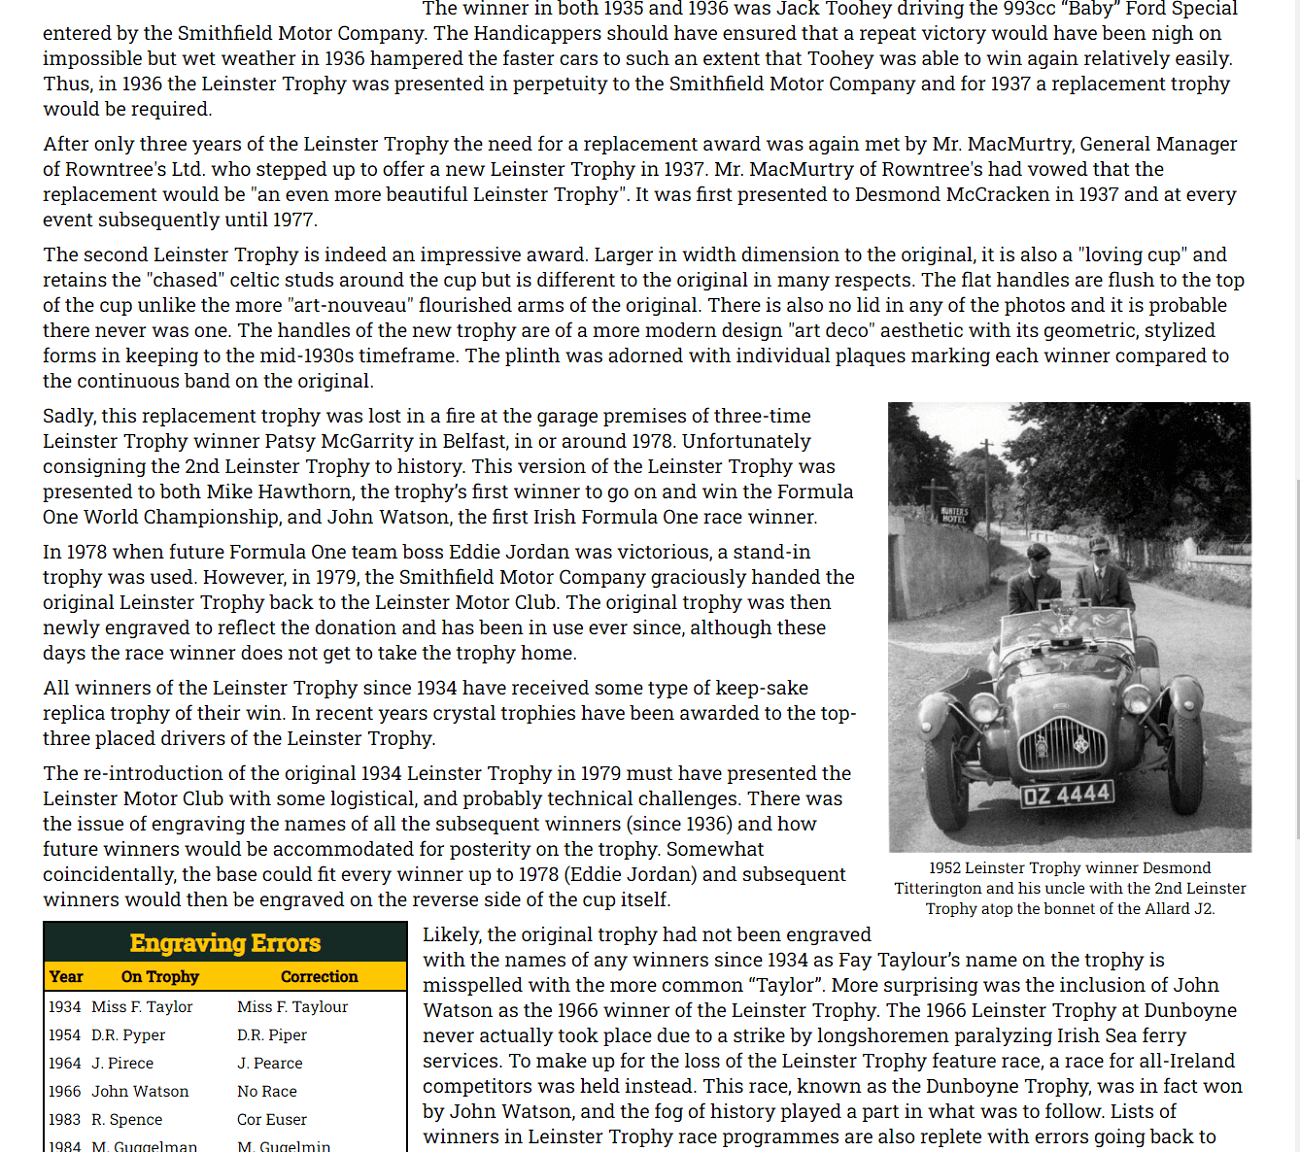 The winner in both 1935 and 1936 was Jack Toohey driving the 993cc “Baby” Ford Special
entered by the Smithfield Motor Company. The Handicappers should have ensured that a repeat victory would have been nigh on
impossible but wet weather in 1936 hampered the faster cars to such an extent that Toohey was able to win again relatively easily.
Thus, in 1936 the Leinster Trophy was presented in perpetuity to the Smithfield Motor Company and for 1937 a replacement trophy
would be required.
After only three years of the Leinster Trophy the need for a replacement award was again met by Mr. MacMurtry, General Manager
of Rowntree's Ltd. who stepped up to offer a new Leinster Trophy in 1937. Mr. MacMurtry of Rowntree's had vowed that the
replacement would be "an even more beautiful Leinster Trophy". It was first presented to Desmond McCracken in 1937 and at every
event subsequently until 1977.
The second Leinster Trophy is indeed an impressive award. Larger in width dimension to the original, it is also a "loving cup" and
retains the "chased" celtic studs around the cup but is different to the original in many respects. The flat handles are flush to the top
of the cup unlike the more "art-nouveau" flourished arms of the original. There is also no lid in any of the photos and it is probable
there never was one. The handles of the new trophy are of a more modern design "art deco" aesthetic with its geometric, stylized
forms in keeping to the mid-1930s timeframe. The plinth was adorned with individual plaques marking each winner compared to
the continuous band on the original.
Sadly, this replacement trophy was lost in a fire at the garage premises of three-time
Leinster Trophy winner Patsy McGarrity in Belfast, in or around 1978. Unfortunately
consigning the 2nd Leinster Trophy to history. This version of the Leinster Trophy was
presented to both Mike Hawthorn, the trophy’s first winner to go on and win the Formula
One World Championship, and John Watson, the first Irish Formula One race winner.
In 1978 when future Formula One team boss Eddie Jordan was victorious, a stand-in
trophy was used. However, in 1979, the Smithfield Motor Company graciously handed the
original Leinster Trophy back to the Leinster Motor Club. The original trophy was then
newly engraved to reflect the donation and has been in use ever since, although these
days the race winner does not get to take the trophy home.
All winners of the Leinster Trophy since 1934 have received some type of keep-sake
replica trophy of their win. In recent years crystal trophies have been awarded to the top-
three placed drivers of the Leinster Trophy.
The re-introduction of the original 1934 Leinster Trophy in 1979 must have presented the
Leinster Motor Club with some logistical, and probably technical challenges. There was
the issue of engraving the names of all the subsequent winners (since 1936) and how
future winners would be accommodated for posterity on the trophy. Somewhat
coincidentally, the base could fit every winner up to 1978 (Eddie Jordan) and subsequent
winners would then be engraved on the reverse side of the cup itself.
HUNTERS
HOTEL
OZ 4444
1952 Leinster Trophy winner Desmond
Titterington and his uncle with the 2nd Leinster
Trophy atop the bonnet of the Allard J2.
Engraving Errors
Year On Trophy Correction
1934 Miss F. Taylor Miss F. Taylour
1954 D.R. Pyper D.R. Piper
1964 J. Pirece J. Pearce
1966 John Watson No Race
1983 R. Spence Cor Euser
1984 M. Guggelman M. Gugelmin
Likely, the original trophy had not been engraved
with the names of any winners since 1934 as Fay Taylour’s name on the trophy is
misspelled with the more common “Taylor”. More surprising was the inclusion of John
Watson as the 1966 winner of the Leinster Trophy. The 1966 Leinster Trophy at Dunboyne
never actually took place due to a strike by longshoremen paralyzing Irish Sea ferry
services. To make up for the loss of the Leinster Trophy feature race, a race for all-Ireland
competitors was held instead. This race, known as the Dunboyne Trophy, was in fact won
by John Watson, and the fog of history played a part in what was to follow. Lists of
winners in Leinster Trophy race programmes are also replete with errors going back to